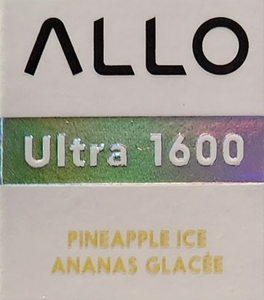 ALLO
Ultra 1600
PINEAPPLE ICE
ANANAS GLACÉE